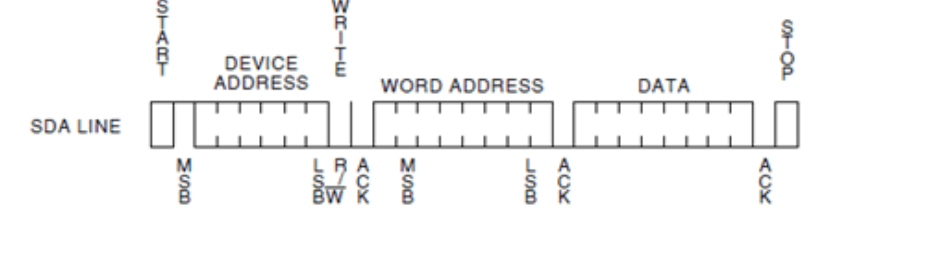 START
WRITE
STOP
DEVICE
ADDRESS
WORD ADDRESS
DATA
SDA LINE
MSB
LSB
R/W
ACK
MSB
LSB
ACK
ACK